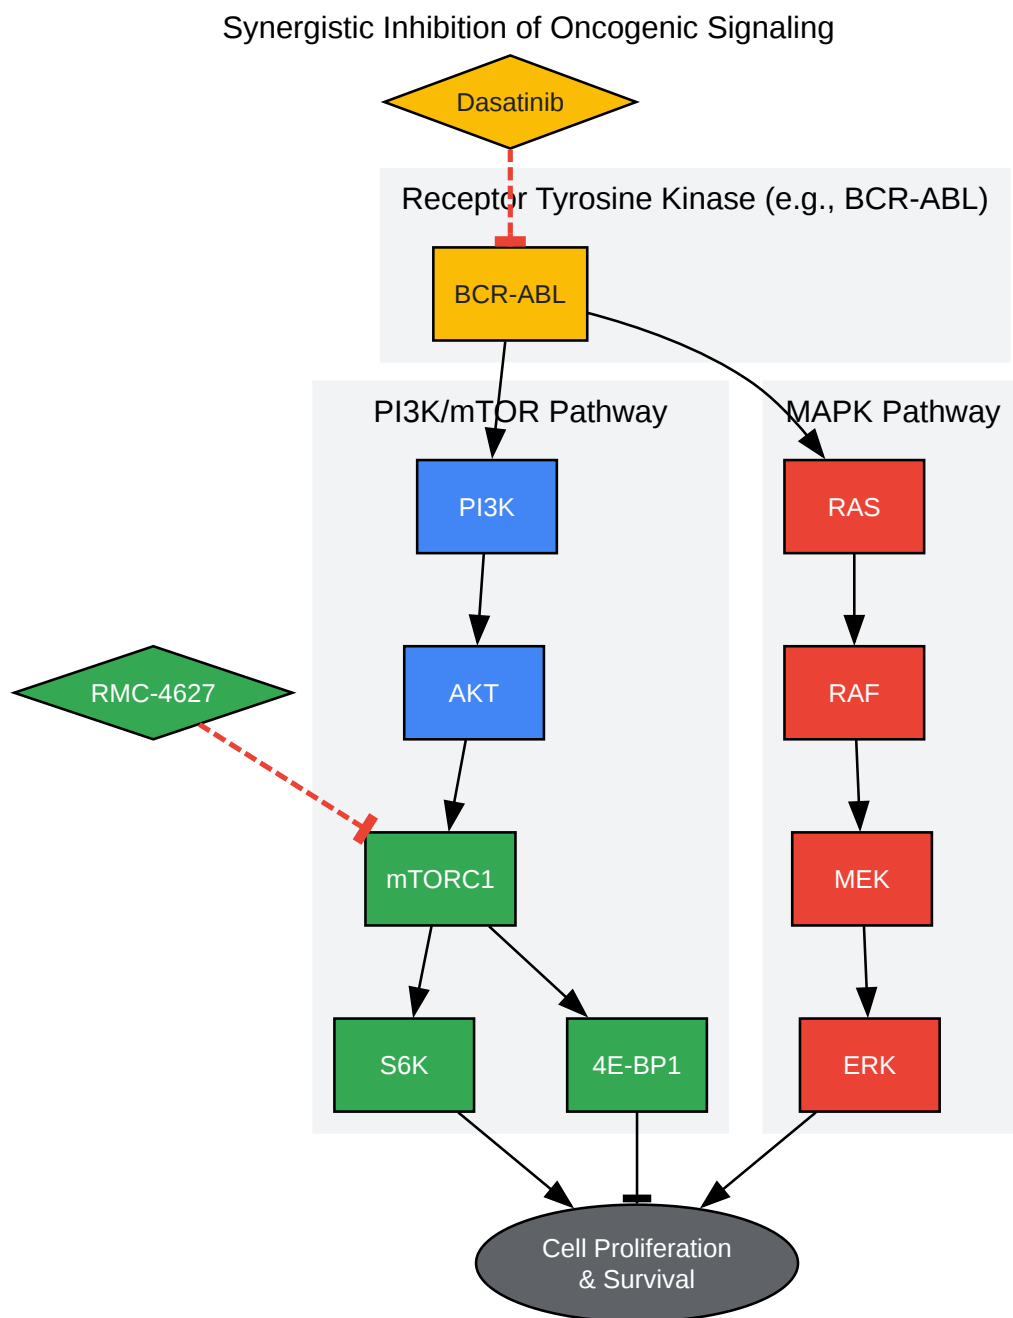 Synergistic Inhibition of Oncogenic Signaling
Dasatinib
Receptor Tyrosine Kinase (e.g., BCR-ABL)
BCR-ABL
PI3K/mTOR Pathway
MAPK Pathway
PI3K
RAS
RMC-4627
AKT
RAF
mTORC1
MEK
S6K
4E-BP1
ERK
Cell Proliferation
& Survival